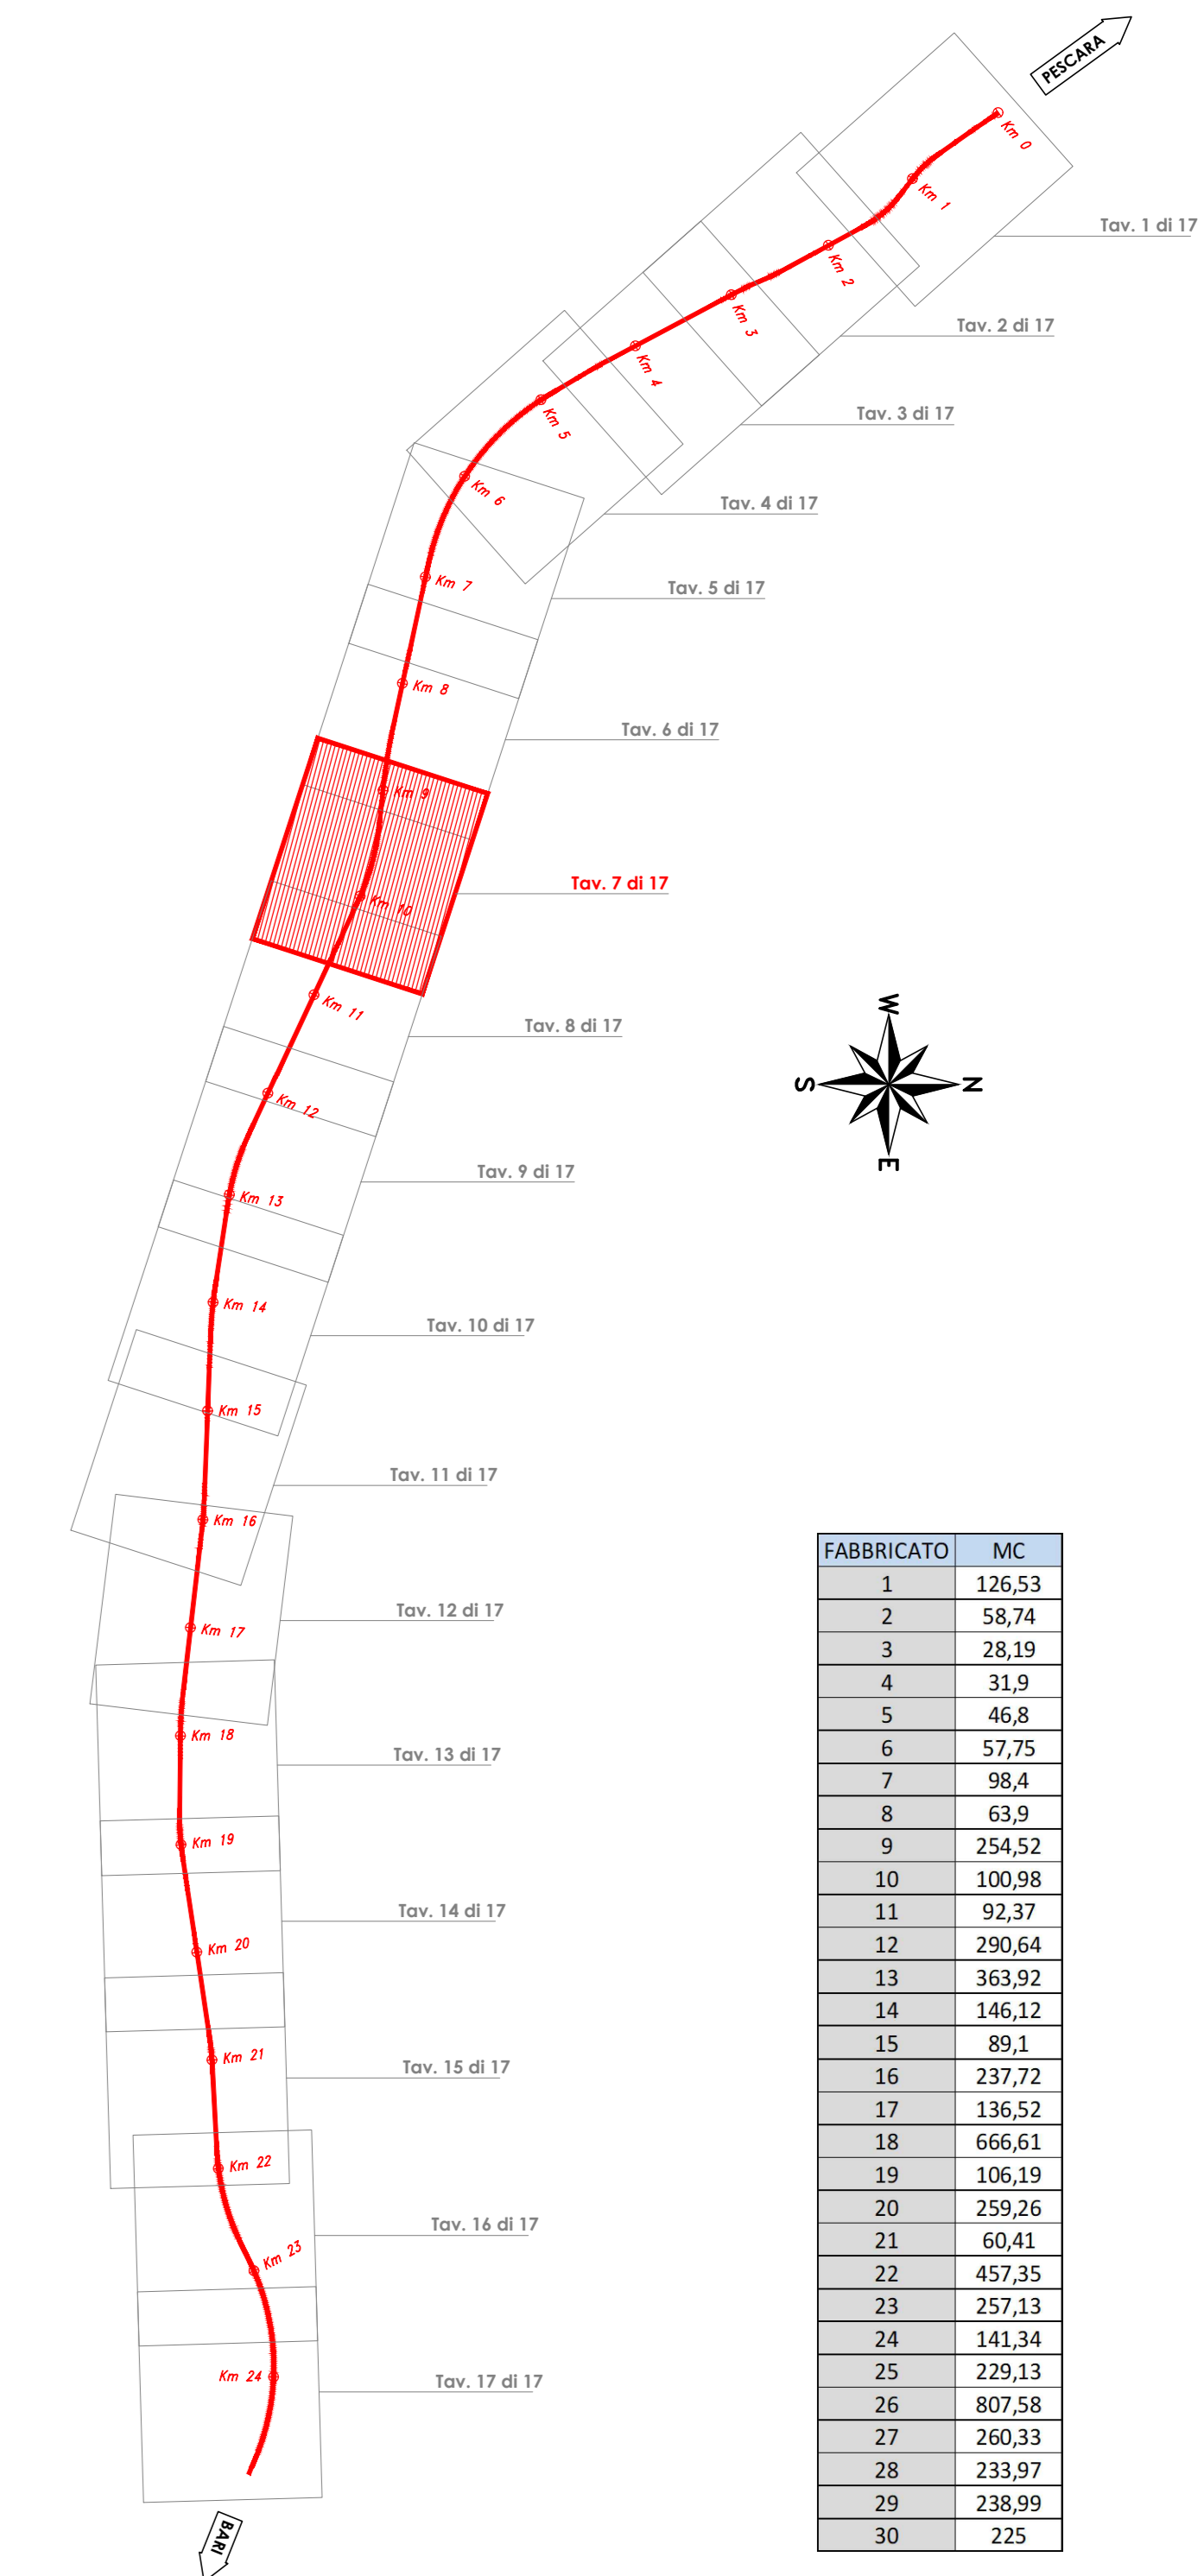 PESCARA
Km 0
Km 1
Tav. 1 di 17
Km 2
Km 3
Tav. 2 di 17
Km 4
Km 5
Tav. 3 di 17
Km 6
Tav. 4 di 17
Km 7
Tav. 5 di 17
Km 8
Tav. 6 di 17
Km 9
Tav. 7 di 17
Km 10
Km 11
Tav. 8 di 17
Km 12
Tav. 9 di 17
Km 13
Km 14
Tav. 10 di 17
Km 15
Tav. 11 di 17
Km 16
Tav. 12 di 17
Km 17
Km 18
Tav. 13 di 17
Km 19
Tav. 14 di 17
Km 20
Km 21
Tav. 15 di 17
Km 22
Tav. 16 di 17
Km 23
Km 24
Tav. 17 di 17
BARI
W
S
N
E
FABBRICATO MC
1 126,53
2 58,74
3 28,19
4 31,9
5 46,8
6 57,75
7 98,4
8 63,9
9 254,52
10 100,98
11 92,37
12 290,64
13 363,92
14 146,12
15 89,1
16 237,72
17 136,52
18 666,61
19 106,19
20 259,26
21 60,41
22 457,35
23 257,13
24 141,34
25 229,13
26 807,58
27 260,33
28 233,97
29 238,99
30 225